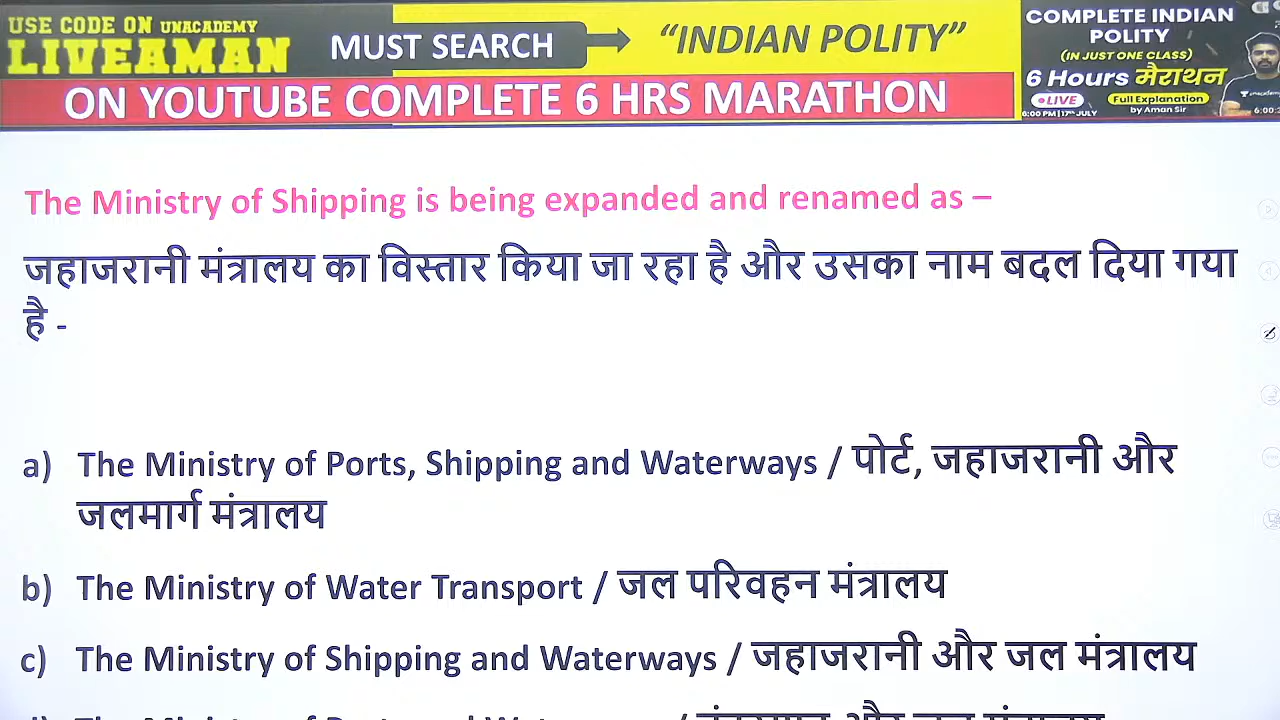 USE CODE ON UNACADEMY
LIVEAMAN
MUST SEARCH
“INDIAN POLITY”
ON YOUTUBE COMPLETE 6 HRS MARATHON
COMPLETE INDIAN
POLITY
(IN JUST ONE CLASS)
6 Hours मैराथन
LIVE
Full Explanation
by Aman Sir
The Ministry of Shipping is being expanded and renamed as –
जहाजरानी मंत्रालय का विस्तार किया जा रहा है और उसका नाम बदल दिया गया
है -
a) The Ministry of Ports, Shipping and Waterways / पोर्ट, जहाजरानी और
जलमार्ग मंत्रालय
b) The Ministry of Water Transport / जल परिवहन मंत्रालय
c) The Ministry of Shipping and Waterways / जहाजरानी और जल मंत्रालय